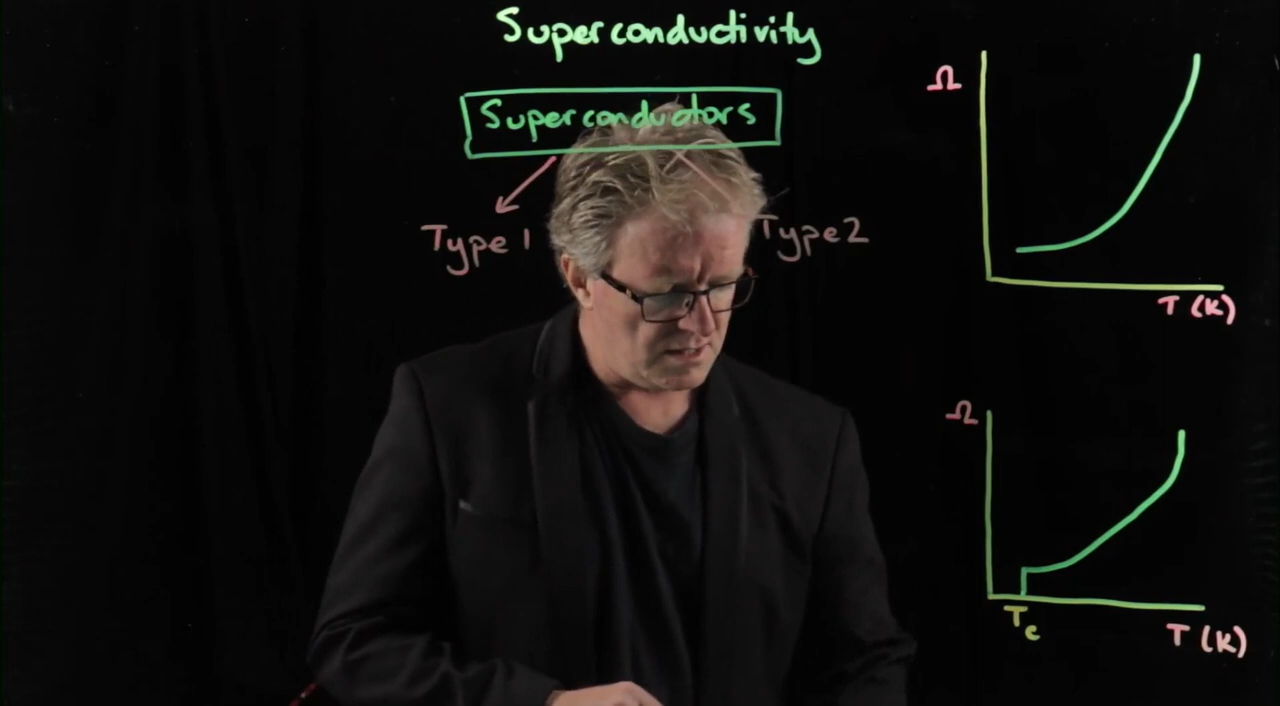 Superconductivity
Superconductors
Type 1
Type 2
Ω
T (K)
Ω
Tc
T (K)